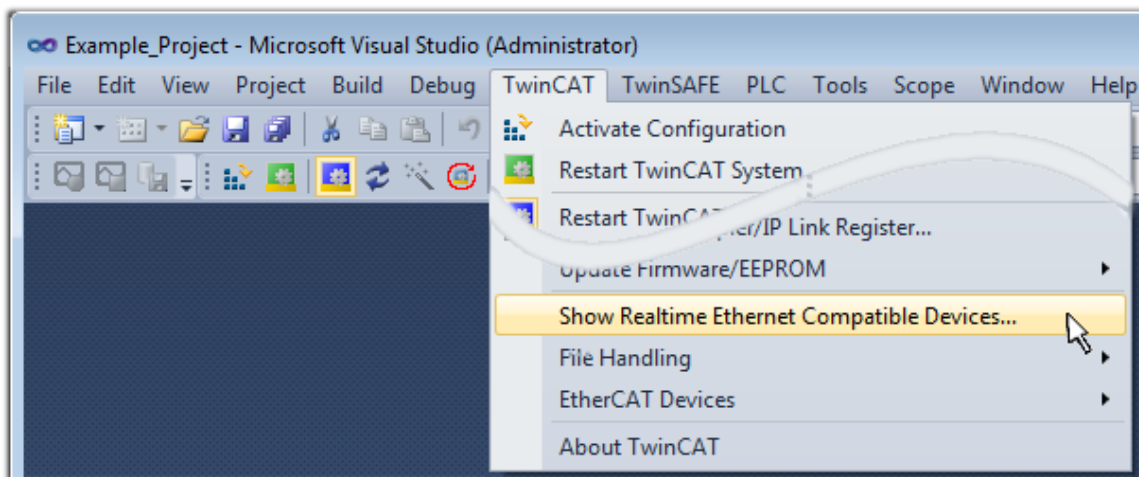 Example_Project - Microsoft Visual Studio (Administrator)
File Edit View Project Build Debug TwinCAT TwinSAFE PLC Tools Scope Window Help
Activate Configuration
Restart TwinCAT System
Restart TwinCAT
/IP Link Register...
Update Firmware/EEPROM
Show Realtime Ethernet Compatible Devices...
File Handling
EtherCAT Devices
About TwinCAT